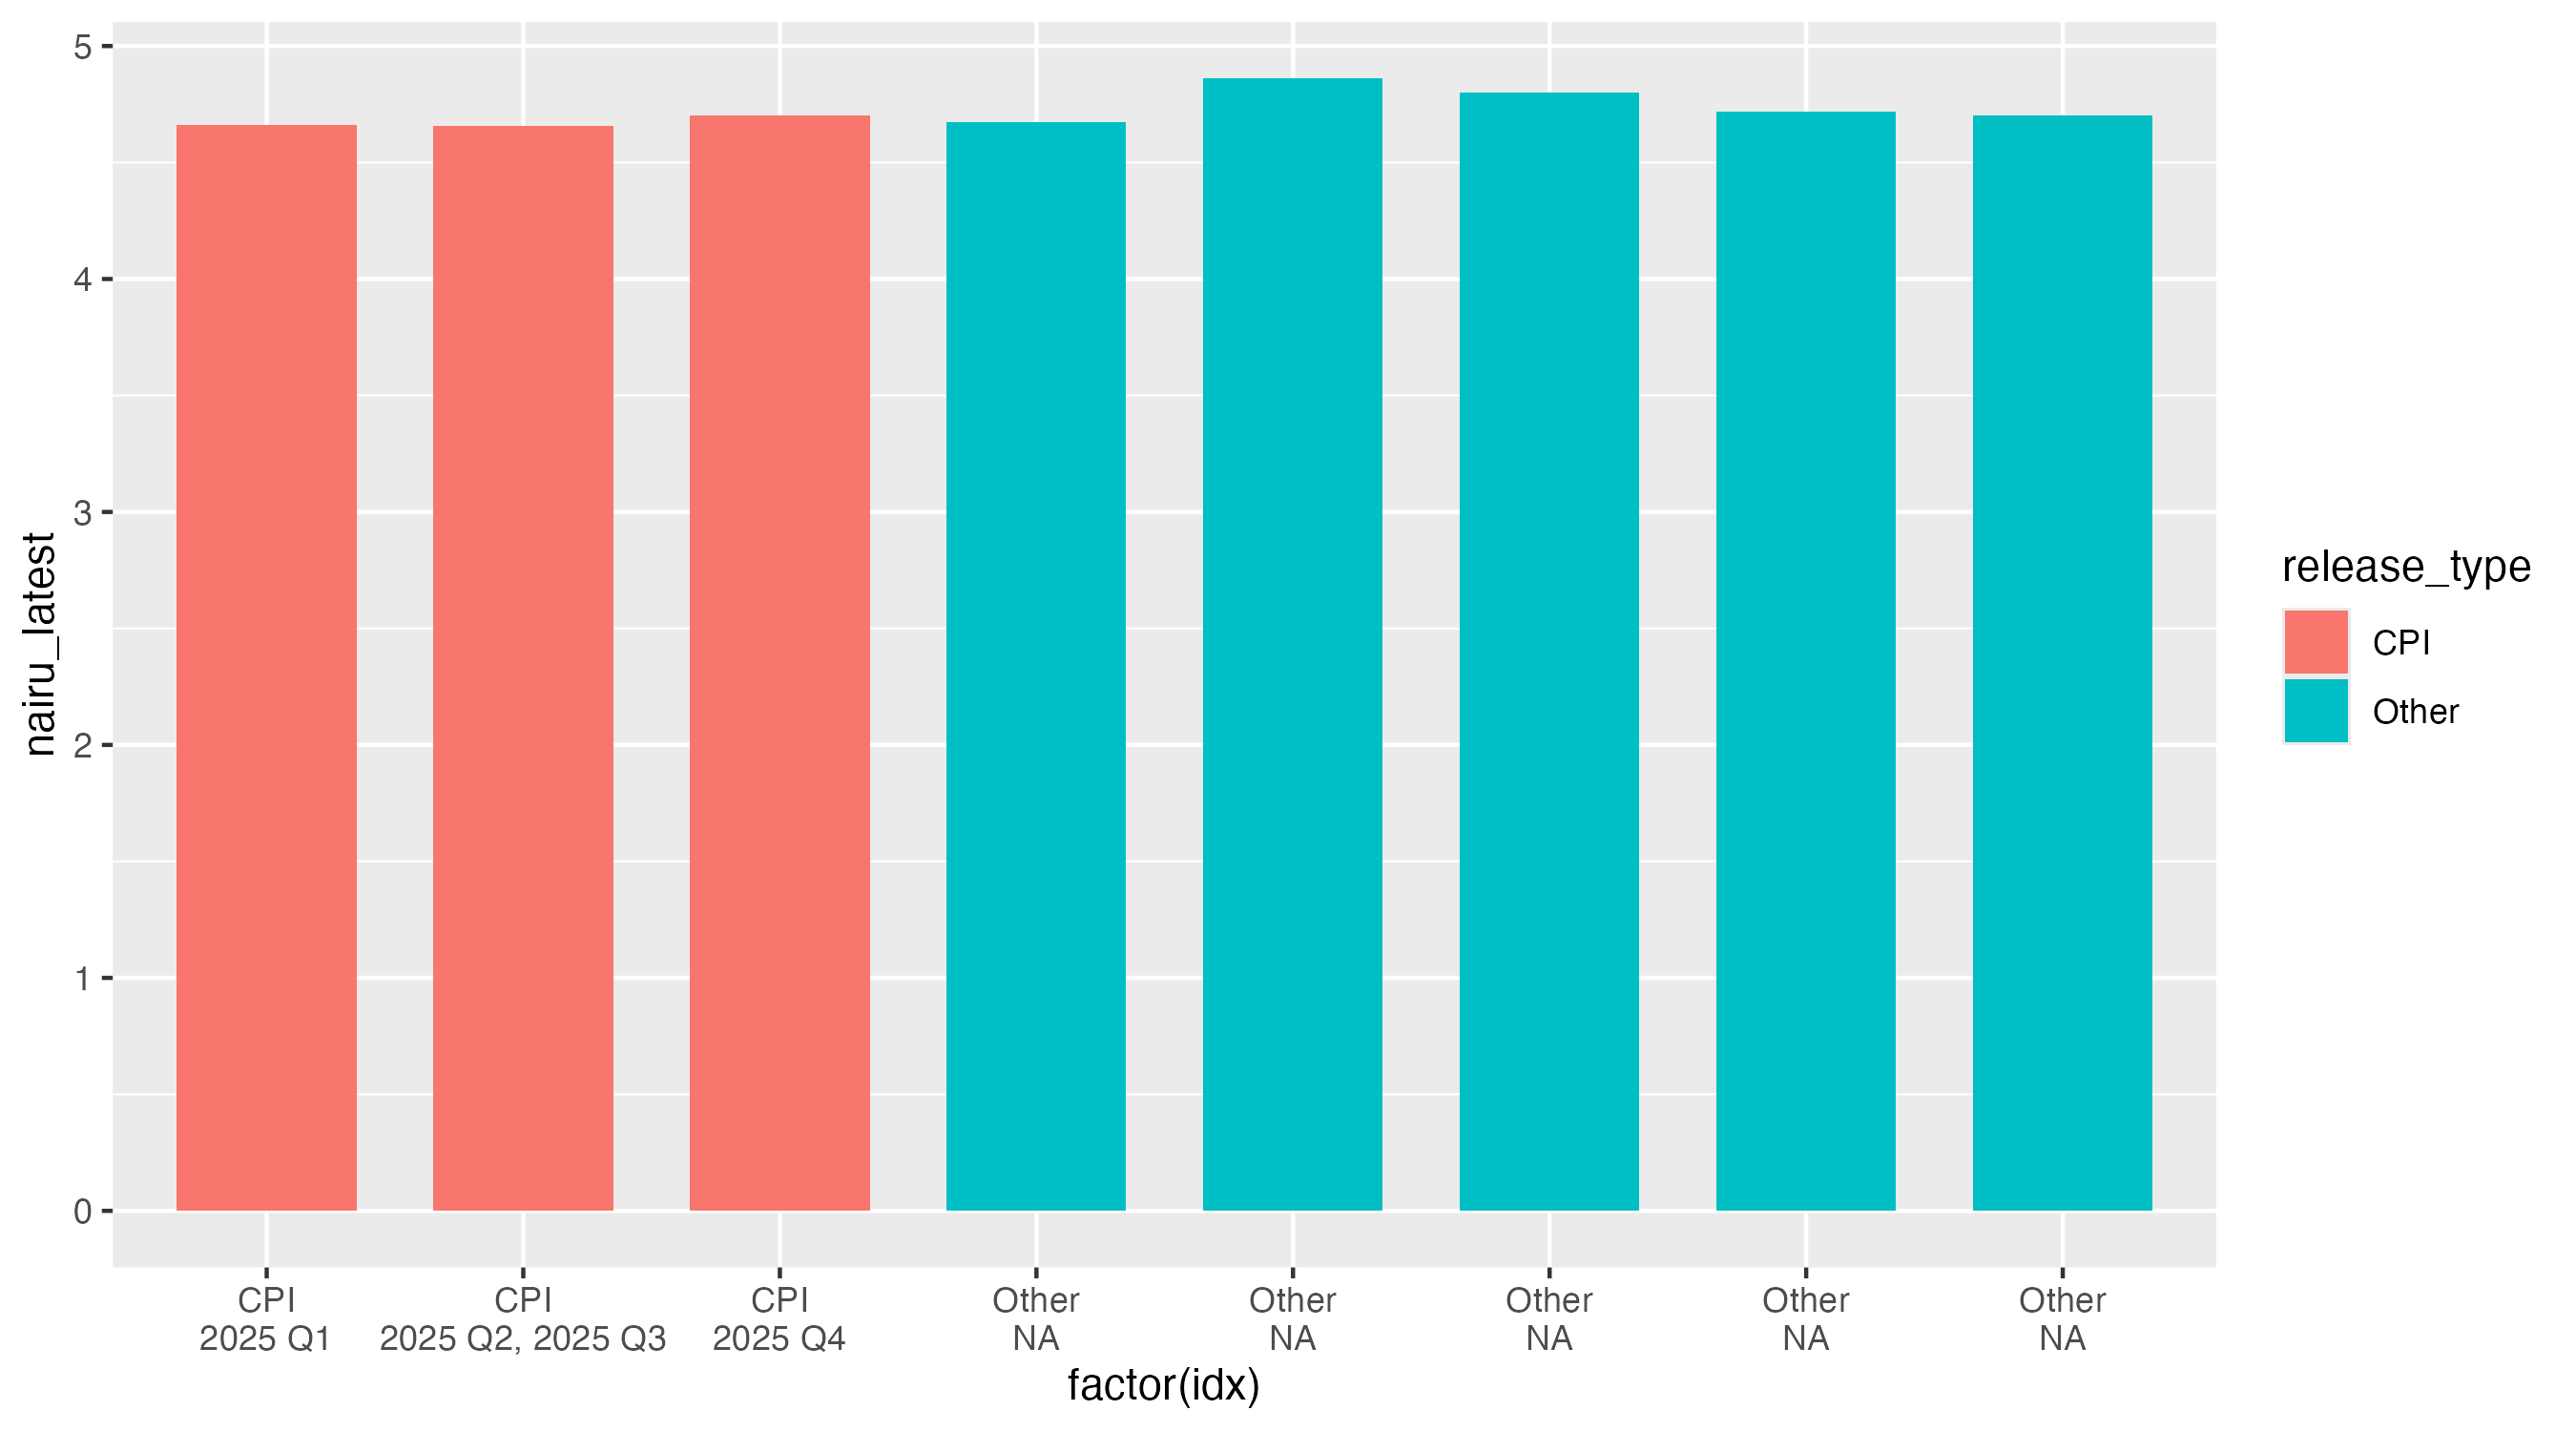 5
4
3
2
1
0
nairu_latest
CPI
2025 Q1
CPI
2025 Q2, 2025 Q3
CPI
2025 Q4
Other
NA
Other
NA
Other
NA
Other
NA
Other
NA
factor(idx)
release_type
CPI
Other